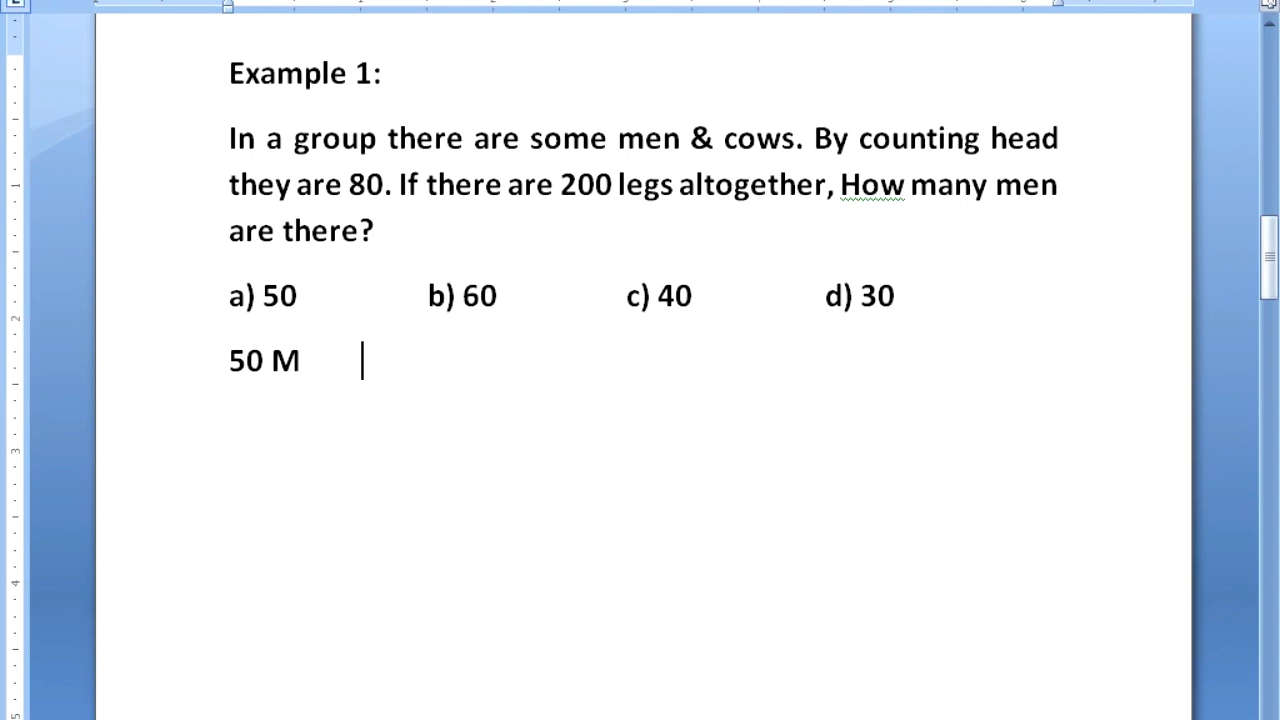 Example 1:
In a group there are some men & cows. By counting head
they are 80. If there are 200 legs altogether, How many men
are there?
a) 50 b) 60 c) 40 d) 30
50 M